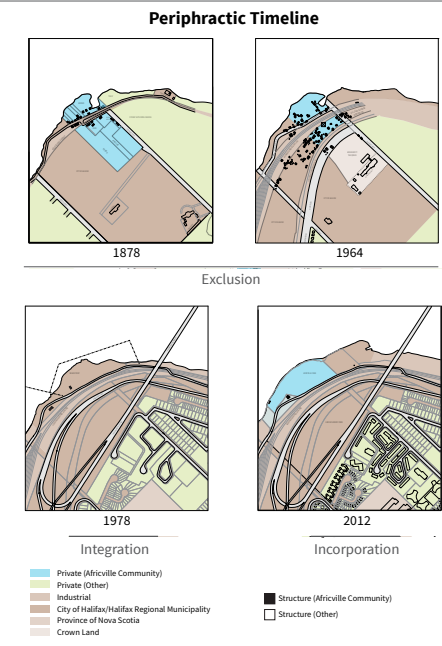 Periphractic Timeline
1878
1964
Exclusion
1978
2012
Integration
Incorporation
Private (Africville Community)
Private (Other)
Industrial
City of Halifax/Halifax Regional Municipality
Province of Nova Scotia
Crown Land
Structure (Africville Community)
Structure (Other)